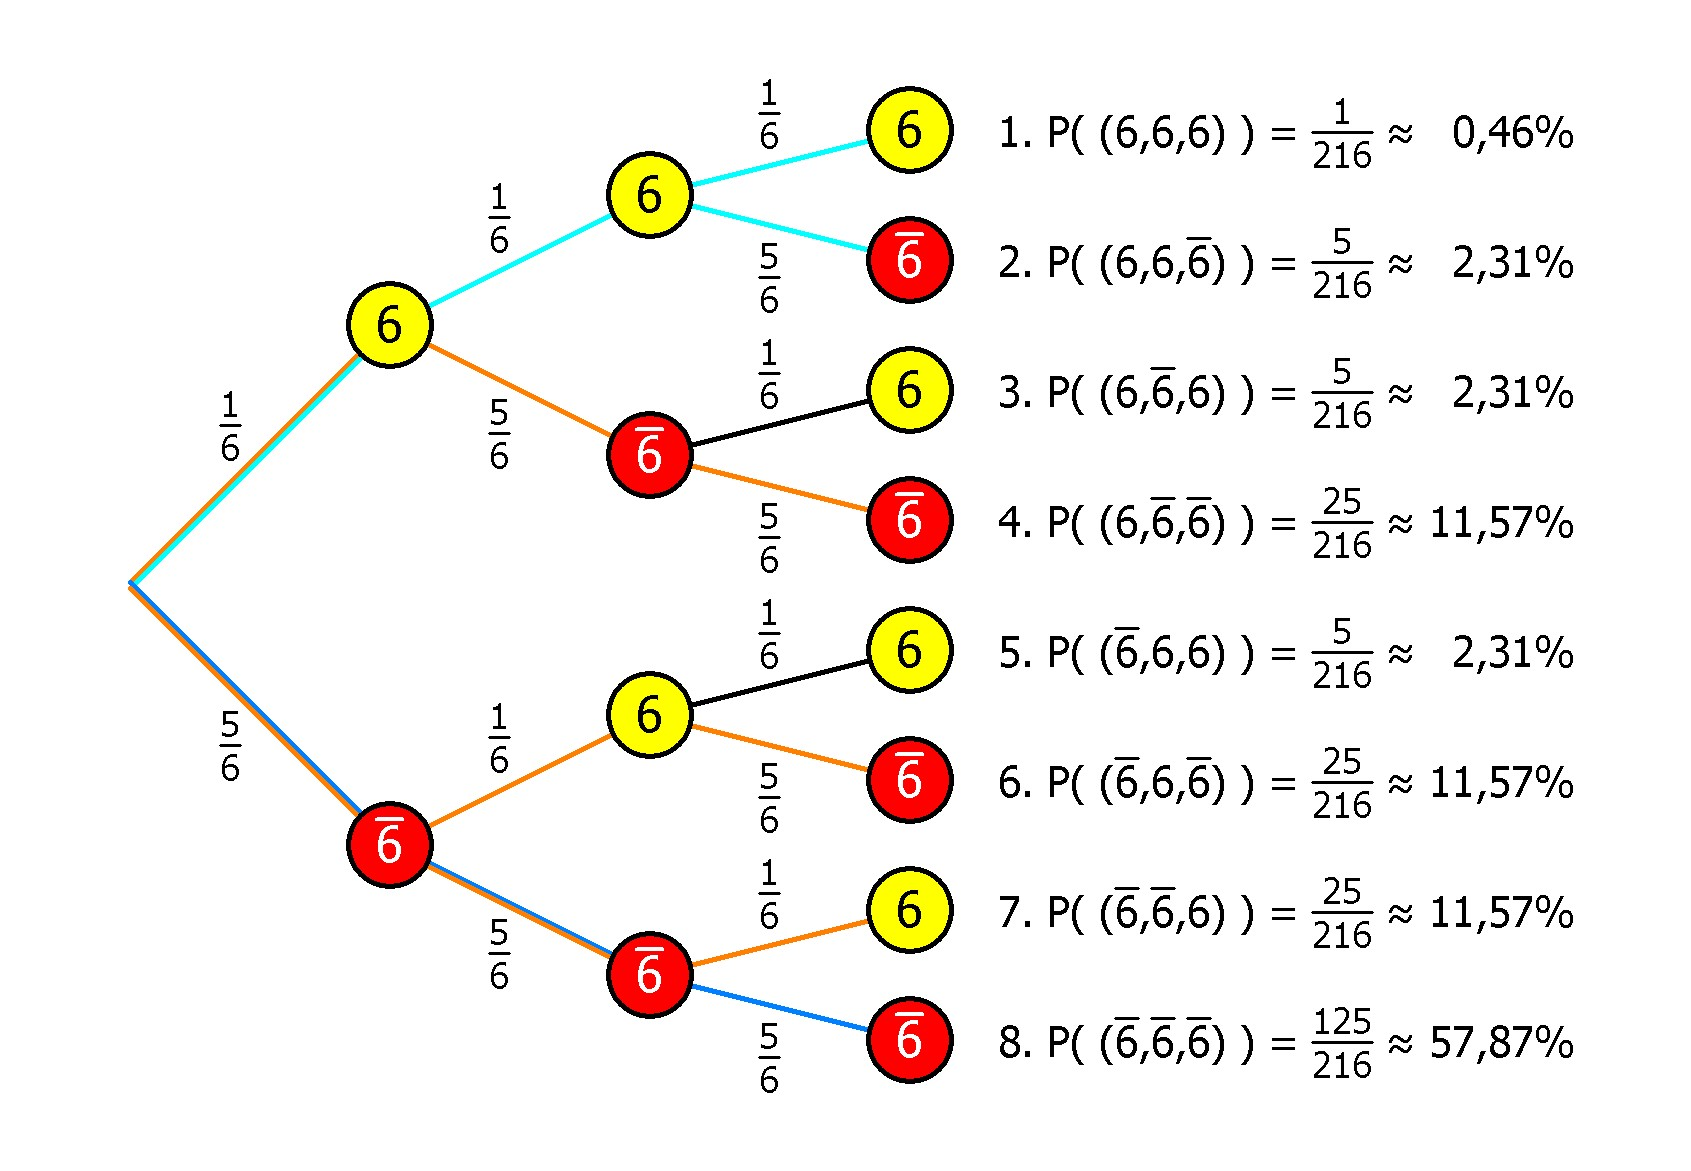 1/6 6 1. P( (6,6,6) ) = 1/216 ≈ 0,46%
1/6 6
5/6 6̅ 2. P( (6,6,6̅) ) = 5/216 ≈ 2,31%
1/6 6
1/6 6 3. P( (6,6̅,6) ) = 5/216 ≈ 2,31%
5/6 6̅
5/6 6̅ 4. P( (6,6̅,6̅) ) = 25/216 ≈ 11,57%
1/6 6 5. P( (6̅,6,6) ) = 5/216 ≈ 2,31%
1/6 6
5/6 6̅ 6. P( (6̅,6,6̅) ) = 25/216 ≈ 11,57%
5/6 6̅
1/6 6 7. P( (6̅,6̅,6) ) = 25/216 ≈ 11,57%
5/6 6̅
5/6 6̅ 8. P( (6̅,6̅,6̅) ) = 125/216 ≈ 57,87%